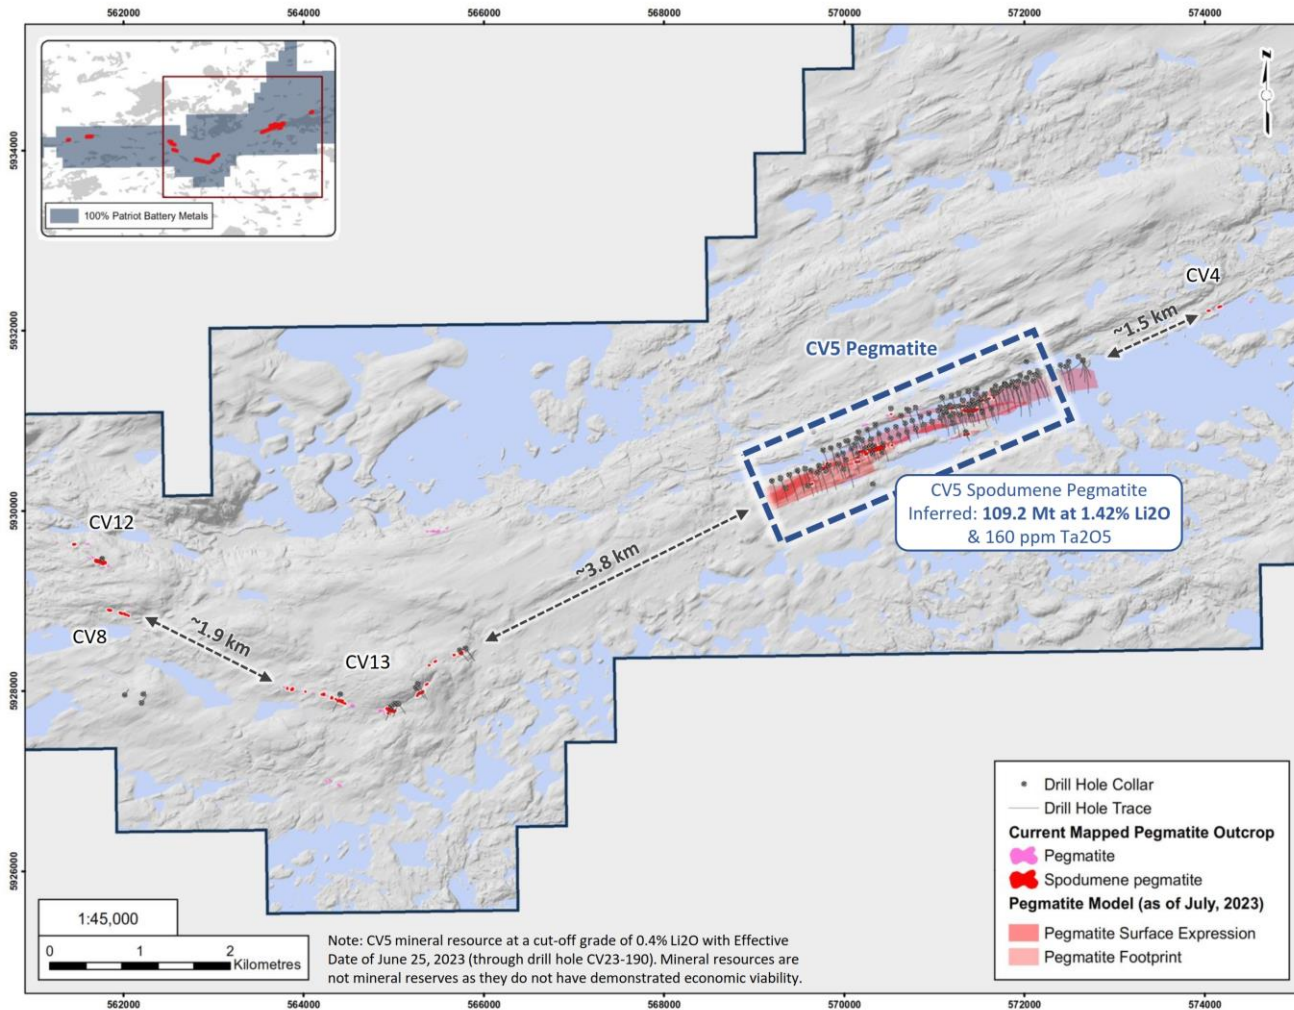 562000 564000 566000 568000 570000 572000 574000
5934000
5932000
5930000
5928000
5926000
100% Patriot Battery Metals
N
CV4
~1.5 km
CV5 Pegmatite
CV5 Spodumene Pegmatite
Inferred: 109.2 Mt at 1.42% Li2O
& 160 ppm Ta2O5
~3.8 km
CV12
CV8
~1.9 km
CV13
Drill Hole Collar
Drill Hole Trace
Current Mapped Pegmatite Outcrop
Pegmatite
Spodumene pegmatite
Pegmatite Model (as of July, 2023)
Pegmatite Surface Expression
Pegmatite Footprint
1:45,000
0 1 2
Kilometres
Note: CV5 mineral resource at a cut-off grade of 0.4% Li2O with Effective
Date of June 25, 2023 (through drill hole CV23-190). Mineral resources are
not mineral reserves as they do not have demonstrated economic viability.
562000 564000 566000 568000 570000 572000 574000